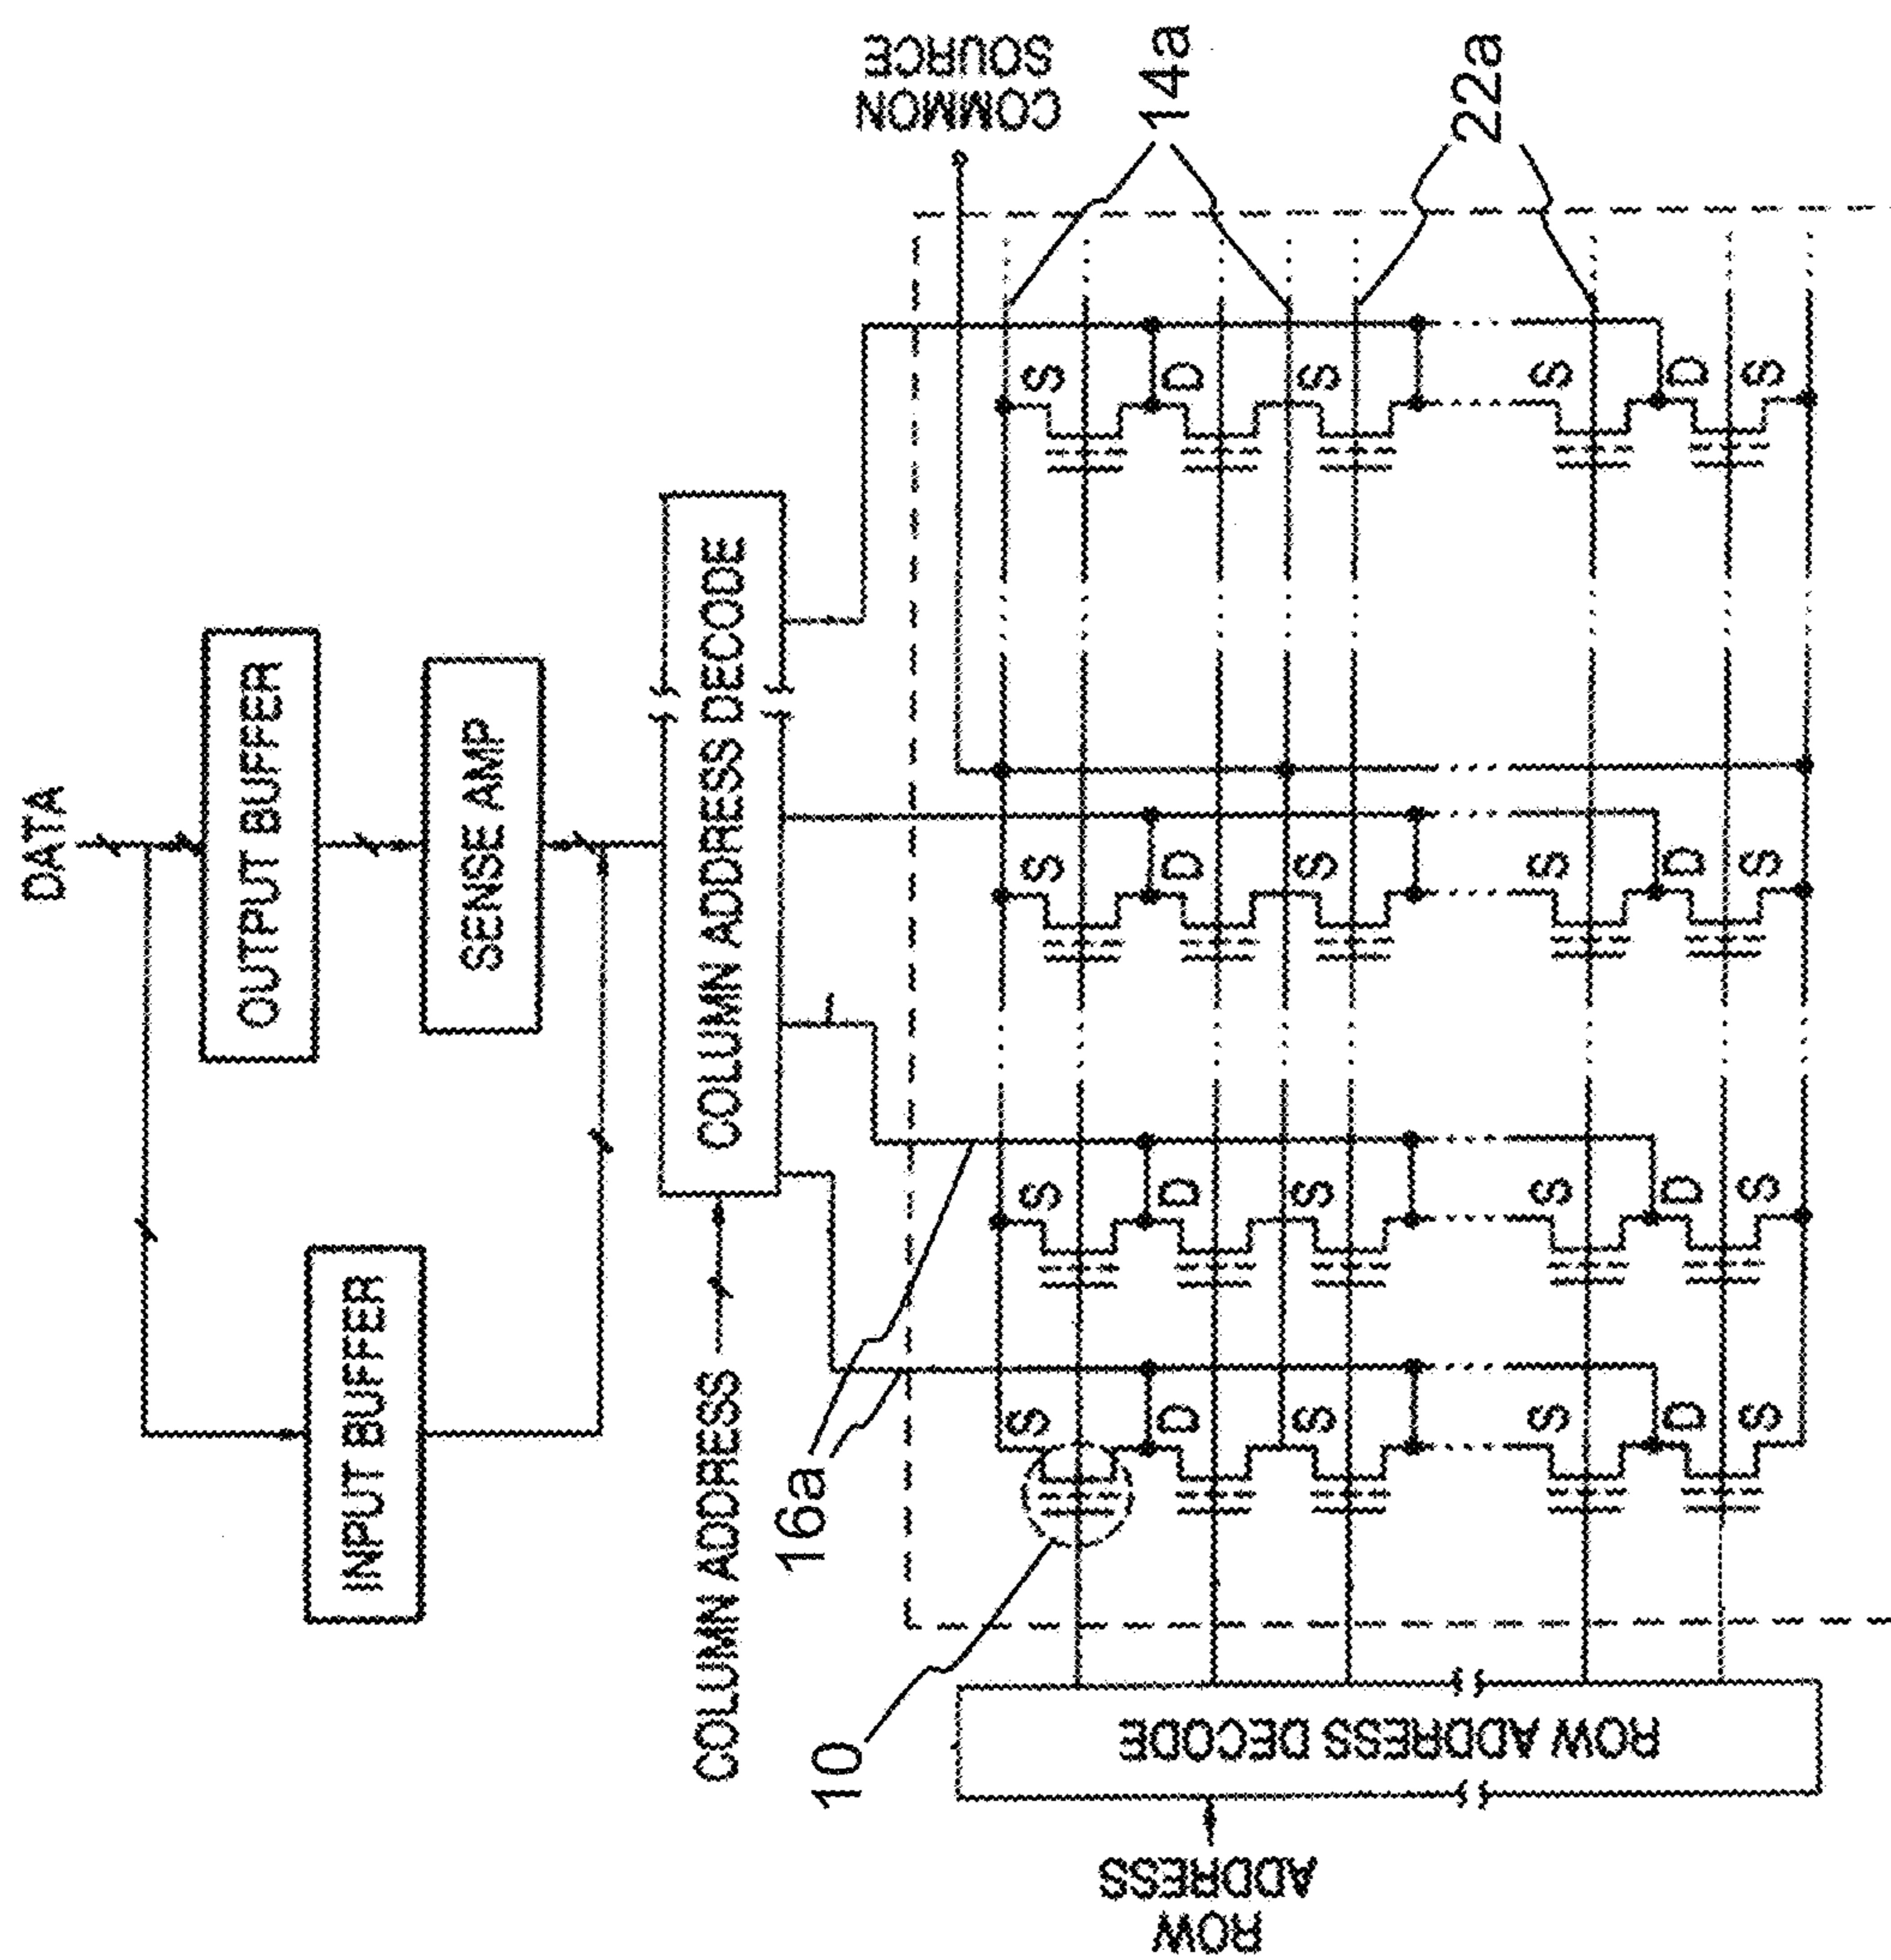 DATA
INPUT BUFFER
OUTPUT BUFFER
SENSE AMP
COLUMN ADDRESS
COLUMN ADDRESS DECODE
COMMON
SOURCE
16a
14a
10
22a
ROW
ADDRESS
ROW ADDRESS DECODE
S S S S
D D D D
S S S S
S S S S
D D D D
S S S S